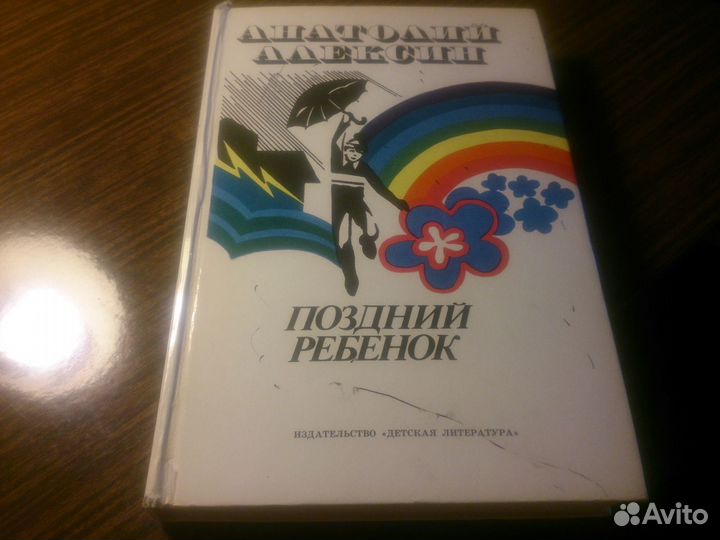 АНАТОЛИЙ
АЛЕКСИН
ПОЗДНИЙ
РЕБЕНОК
ИЗДАТЕЛЬСТВО «ДЕТСКАЯ ЛИТЕРАТУРА»
Avito